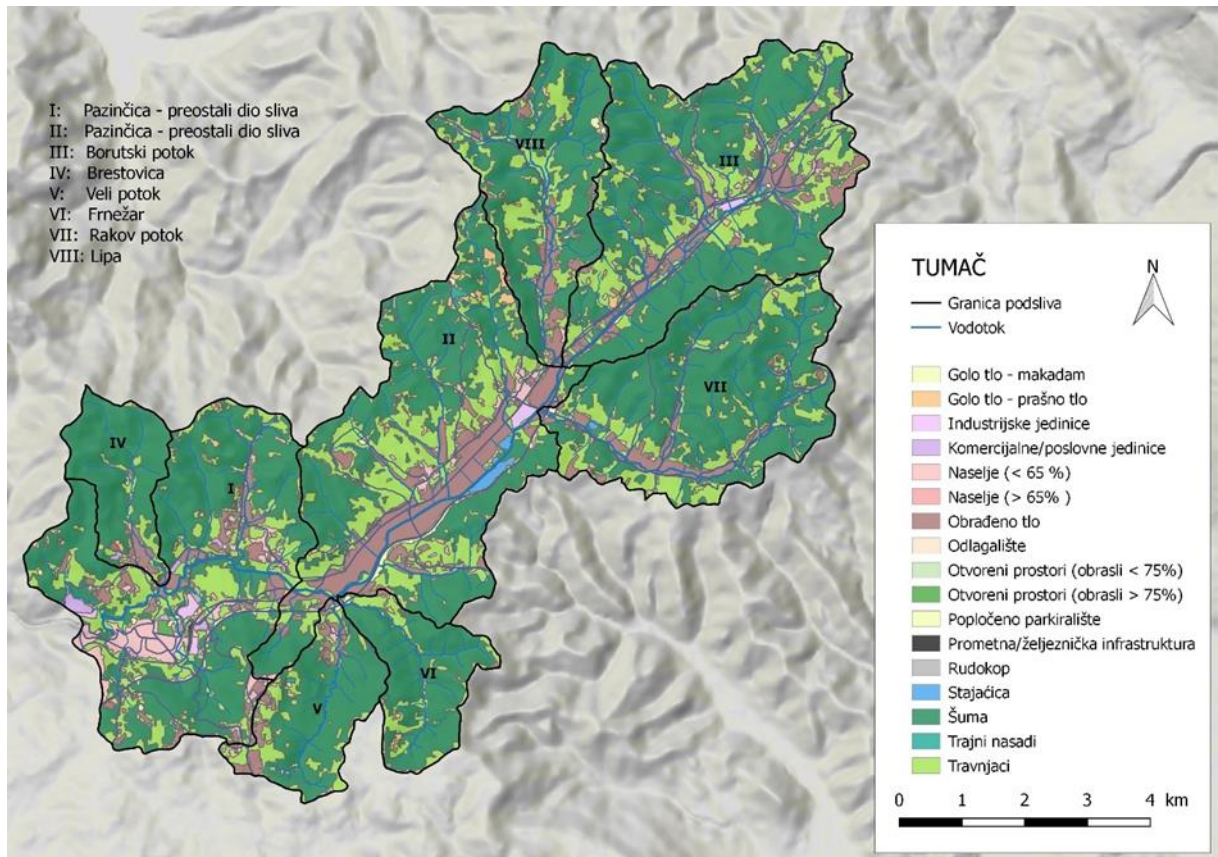 I: Pazinčica - preostali dio sliva
II: Pazinčica - preostali dio sliva
III: Borutski potok
IV: Brestovica
V: Veli potok
VI: Frnežar
VII: Rakov potok
VIII: Lipa
VIII
III
II
VII
IV
I
V
VI
TUMAČ
N
Granica podsliva
Vodotok
Golo tlo - makadam
Golo tlo - prašno tlo
Industrijske jedinice
Komercijalne/poslovne jedinice
Naselje (< 65 %)
Naselje (> 65% )
Obrađeno tlo
Odlagalište
Otvoreni prostori (obrasli < 75%)
Otvoreni prostori (obrasli > 75%)
Popločeno parkiralište
Prometna/željeznička infrastruktura
Rudokop
Stajaćica
Šuma
Trajni nasadi
Travnjaci
0 1 2 3 4 km